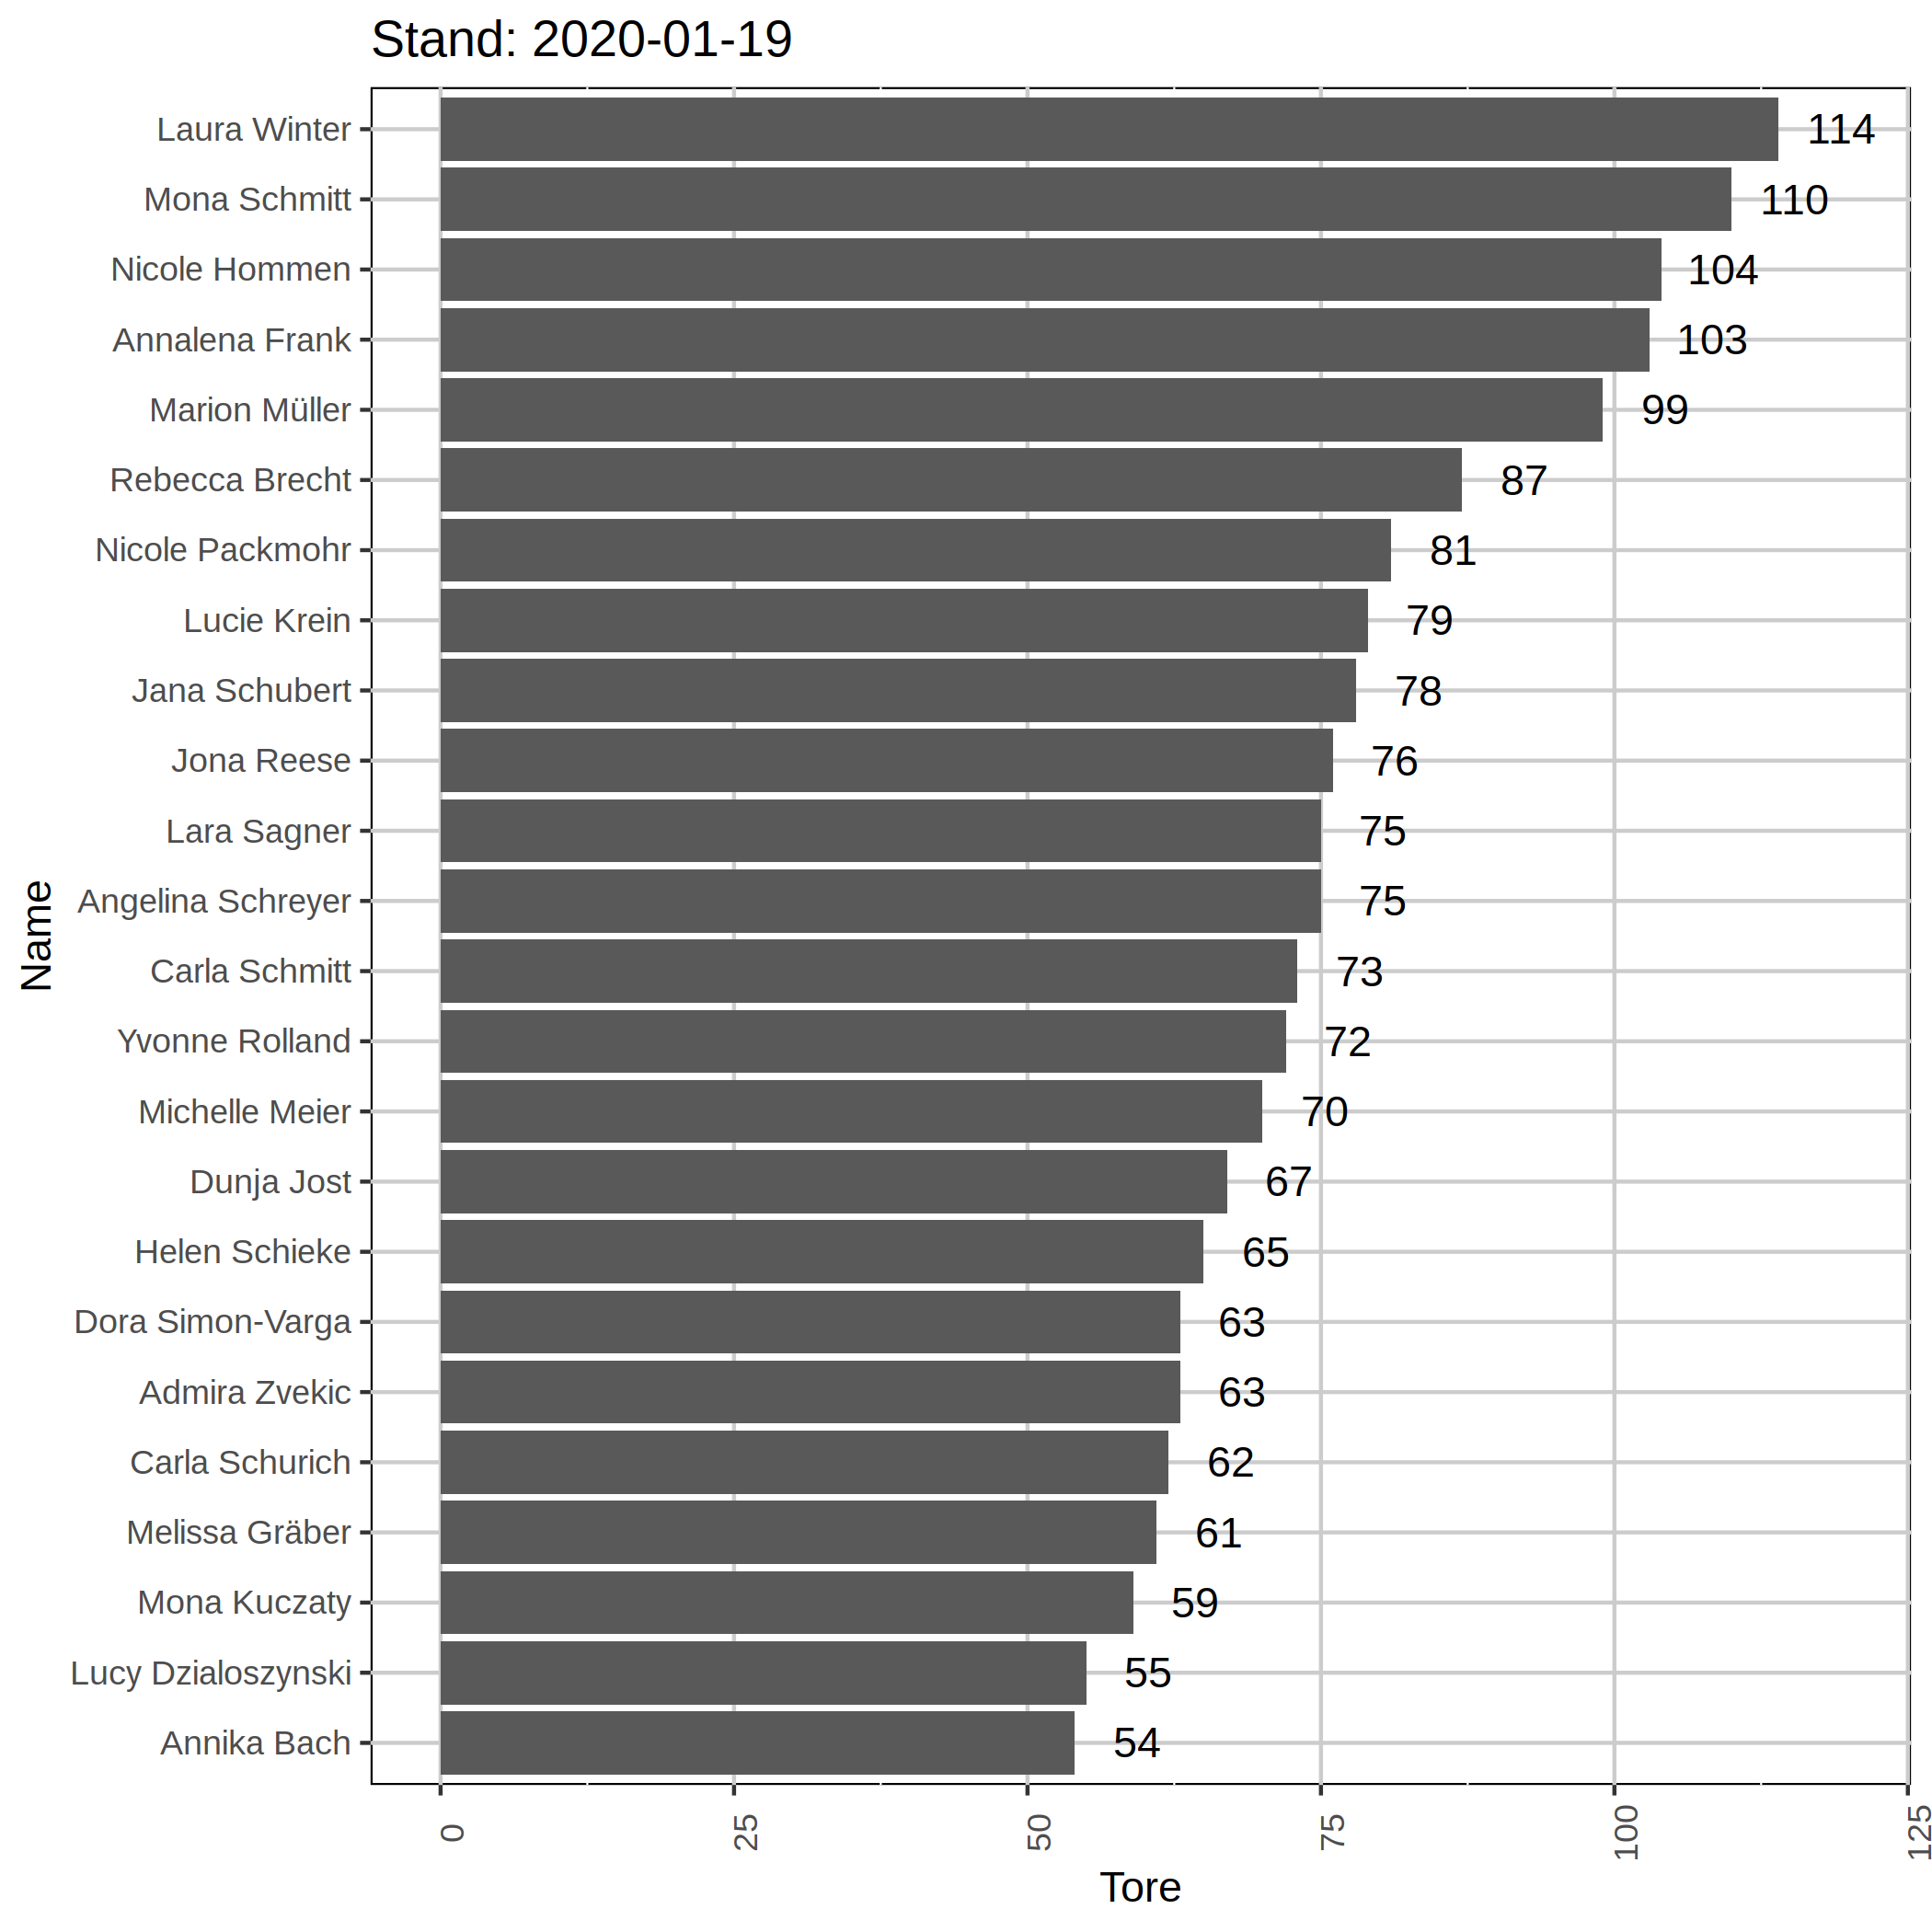 Stand: 2020-01-19
Laura Winter 114
Mona Schmitt 110
Nicole Hommen 104
Annalena Frank 103
Marion Müller 99
Rebecca Brecht 87
Nicole Packmohr 81
Lucie Krein 79
Jana Schubert 78
Jona Reese 76
Lara Sagner 75
Angelina Schreyer 75
Carla Schmitt 73
Yvonne Rolland 72
Michelle Meier 70
Dunja Jost 67
Helen Schieke 65
Dora Simon-Varga 63
Admira Zvekic 63
Carla Schurich 62
Melissa Gräber 61
Mona Kuczaty 59
Lucy Dzialoszynski 55
Annika Bach 54
Name
0 25 50 75 100 125
Tore